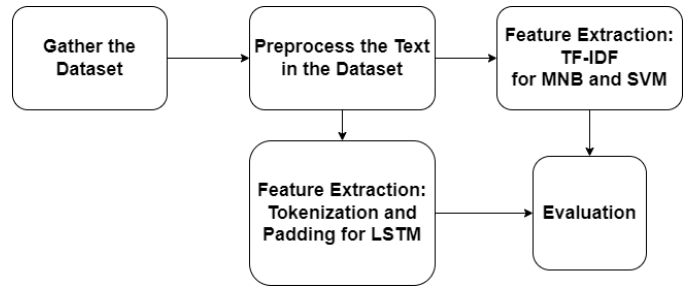 Gather the
Dataset
Preprocess the Text
in the Dataset
Feature Extraction:
TF-IDF
for MNB and SVM
Feature Extraction:
Tokenization and
Padding for LSTM
Evaluation